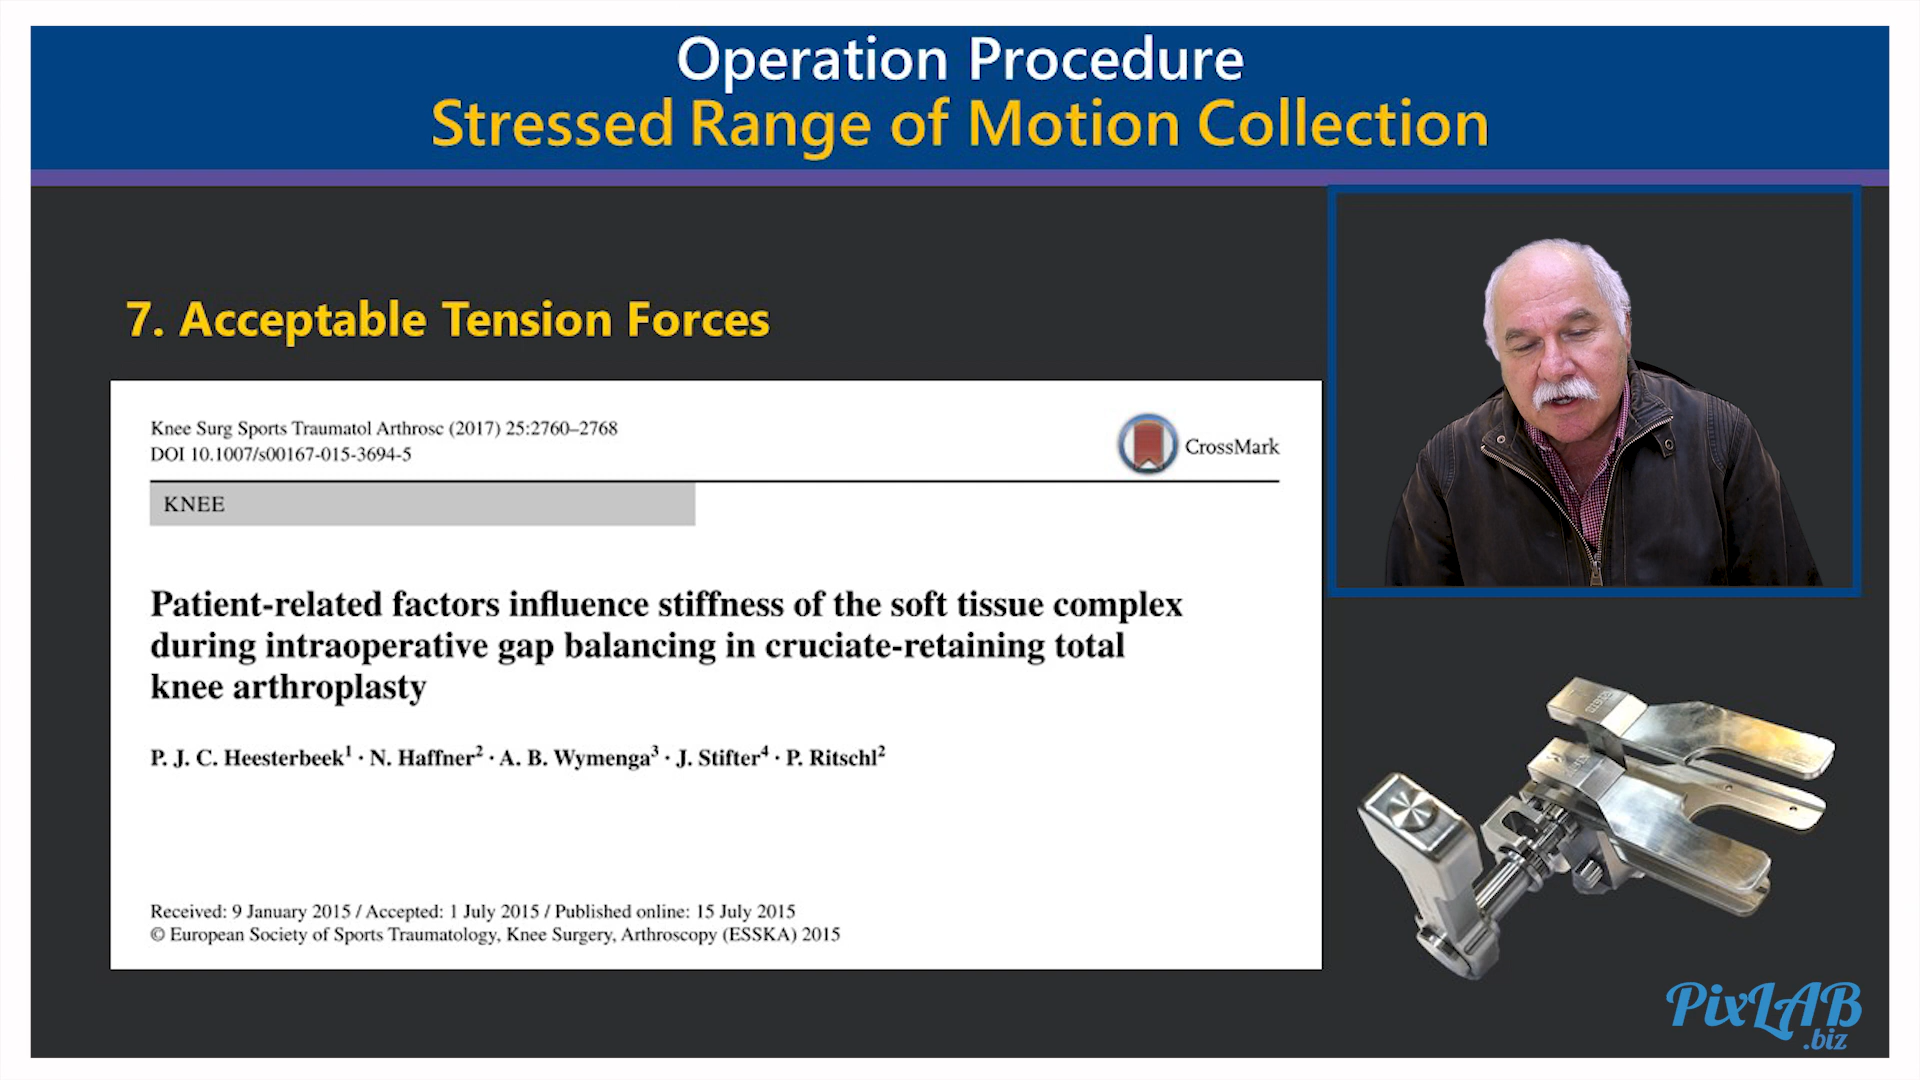 Operation Procedure
Stressed Range of Motion Collection
7. Acceptable Tension Forces
Knee Surg Sports Traumatol Arthrosc (2017) 25:2760–2768
DOI 10.1007/s00167-015-3694-5
CrossMark
KNEE
Patient-related factors influence stiffness of the soft tissue complex
during intraoperative gap balancing in cruciate-retaining total
knee arthroplasty
P. J. C. Heesterbeek¹ · N. Haffner² · A. B. Wymenga³ · J. Stifter⁴ · P. Ritschl²
Received: 9 January 2015 / Accepted: 1 July 2015 / Published online: 15 July 2015
© European Society of Sports Traumatology, Knee Surgery, Arthroscopy (ESSKA) 2015
PixLAB
.biz